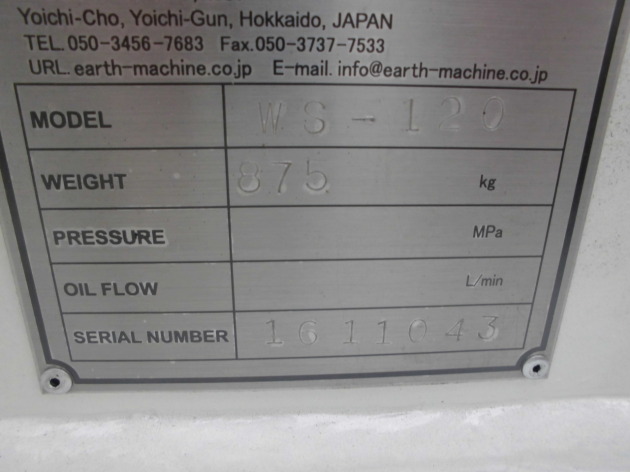 Yoichi-Cho, Yoichi-Gun, Hokkaido, JAPAN
TEL.050-3456-7683 Fax.050-3737-7533
URL. earth-machine.co.jp E-mail. info@earth-machine.co.jp
MODEL WS-120
WEIGHT 875 kg
PRESSURE MPa
OIL FLOW L/min
SERIAL NUMBER 1611043